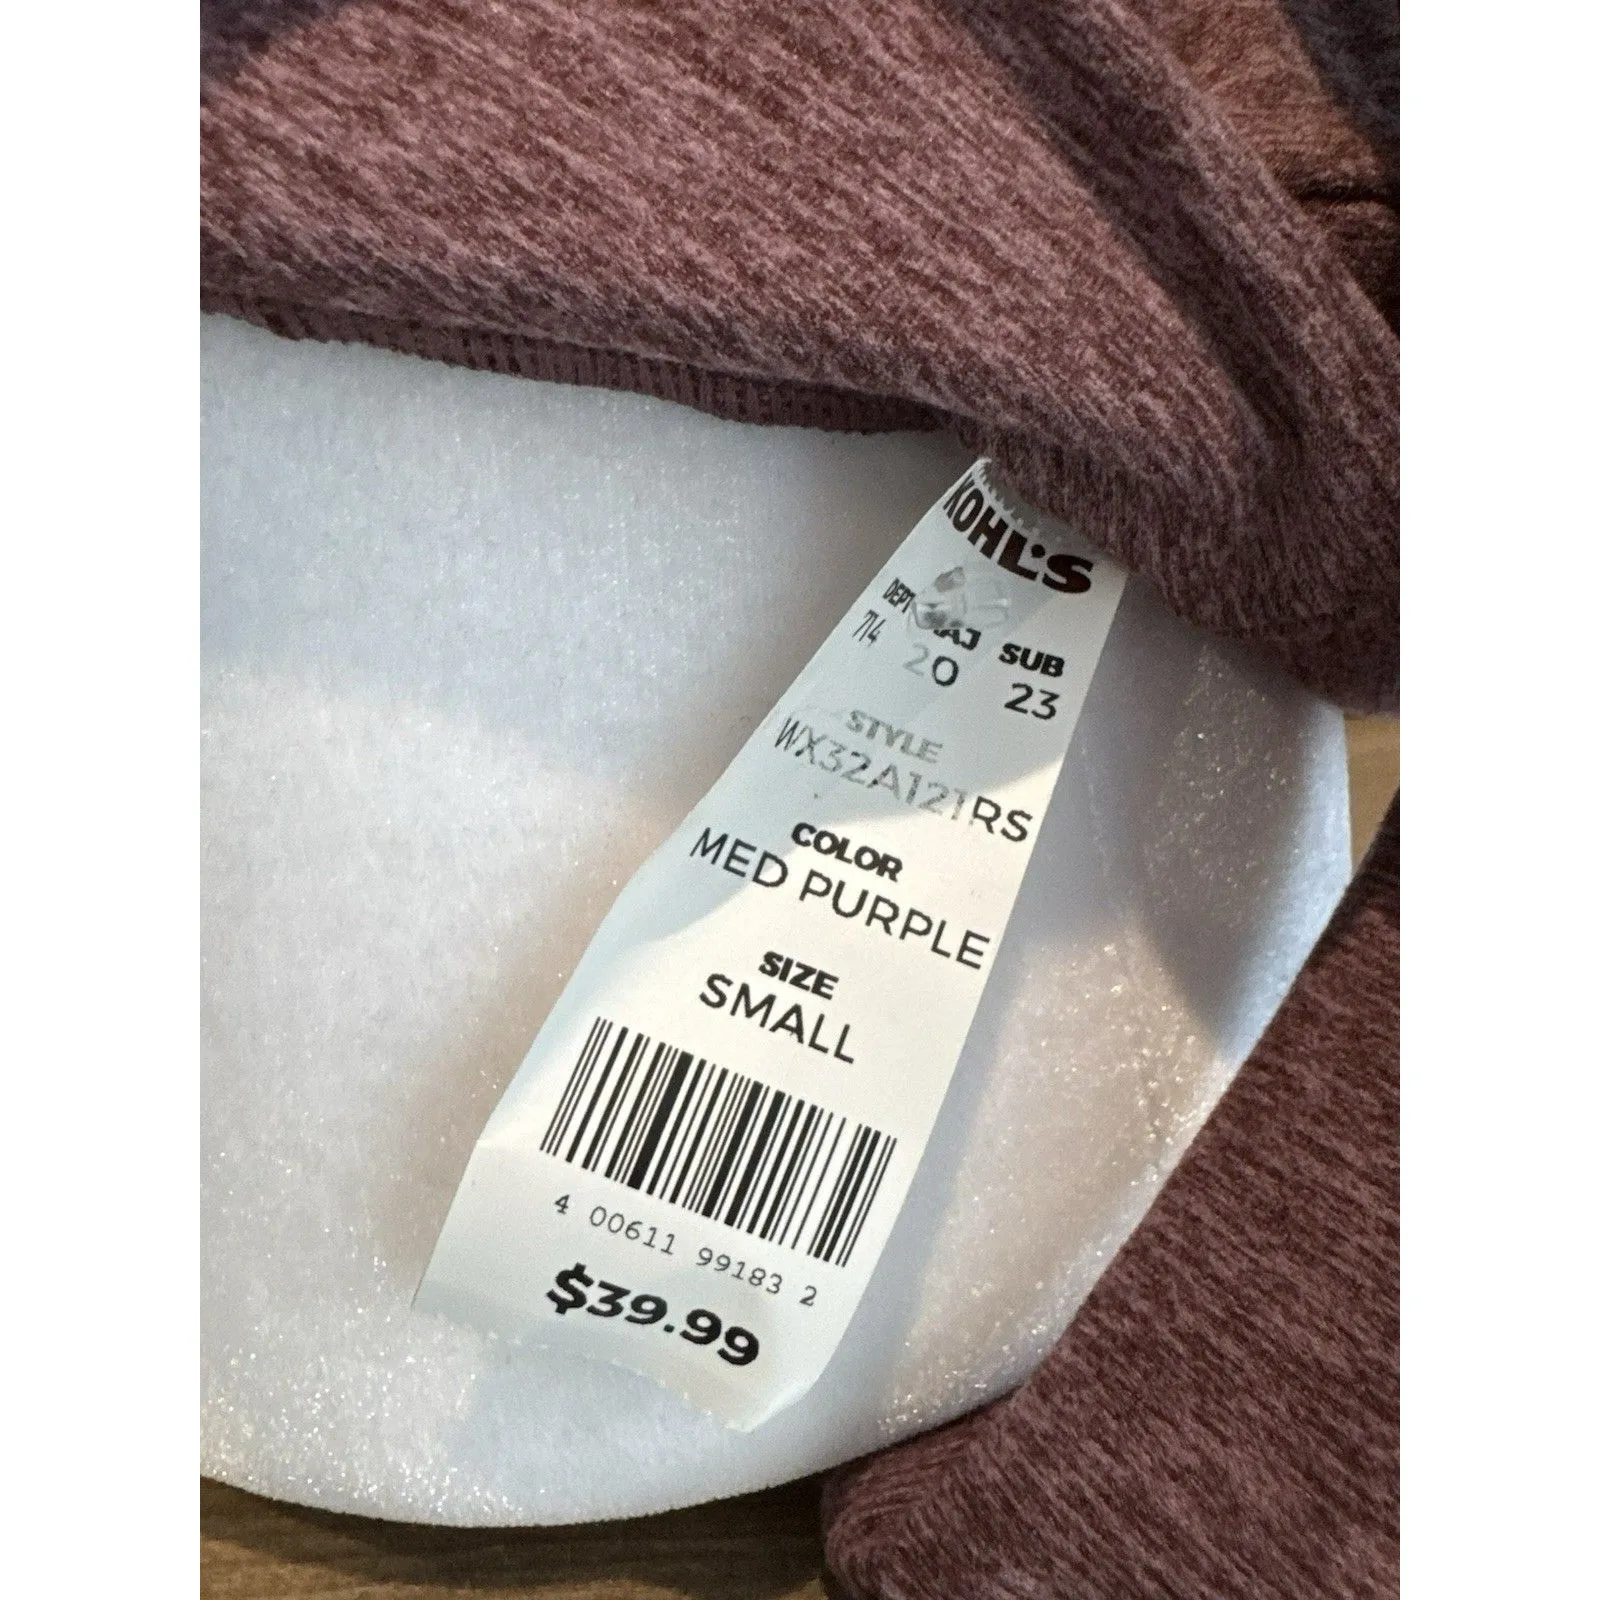 KOHL'S
DEPT MAJ SUB
714 20 23
STYLE
WX32A121RS
COLOR
MED PURPLE
SIZE
SMALL
4 00611 99183 2
$39.99